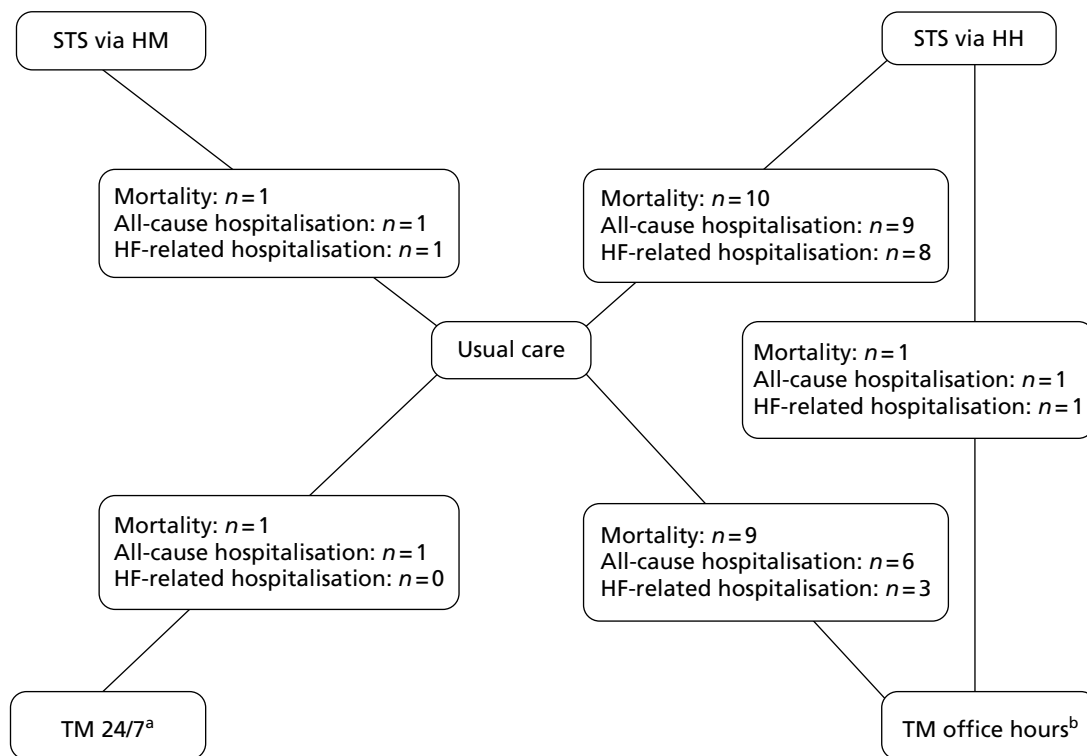 STS via HM
STS via HH
Mortality: n=1
All-cause hospitalisation: n=1
HF-related hospitalisation: n=1
Mortality: n=10
All-cause hospitalisation: n=9
HF-related hospitalisation: n=8
Usual care
Mortality: n=1
All-cause hospitalisation: n=1
HF-related hospitalisation: n=1
Mortality: n=1
All-cause hospitalisation: n=1
HF-related hospitalisation: n=0
Mortality: n=9
All-cause hospitalisation: n=6
HF-related hospitalisation: n=3
TM 24/7ᵃ
TM office hoursᵇ